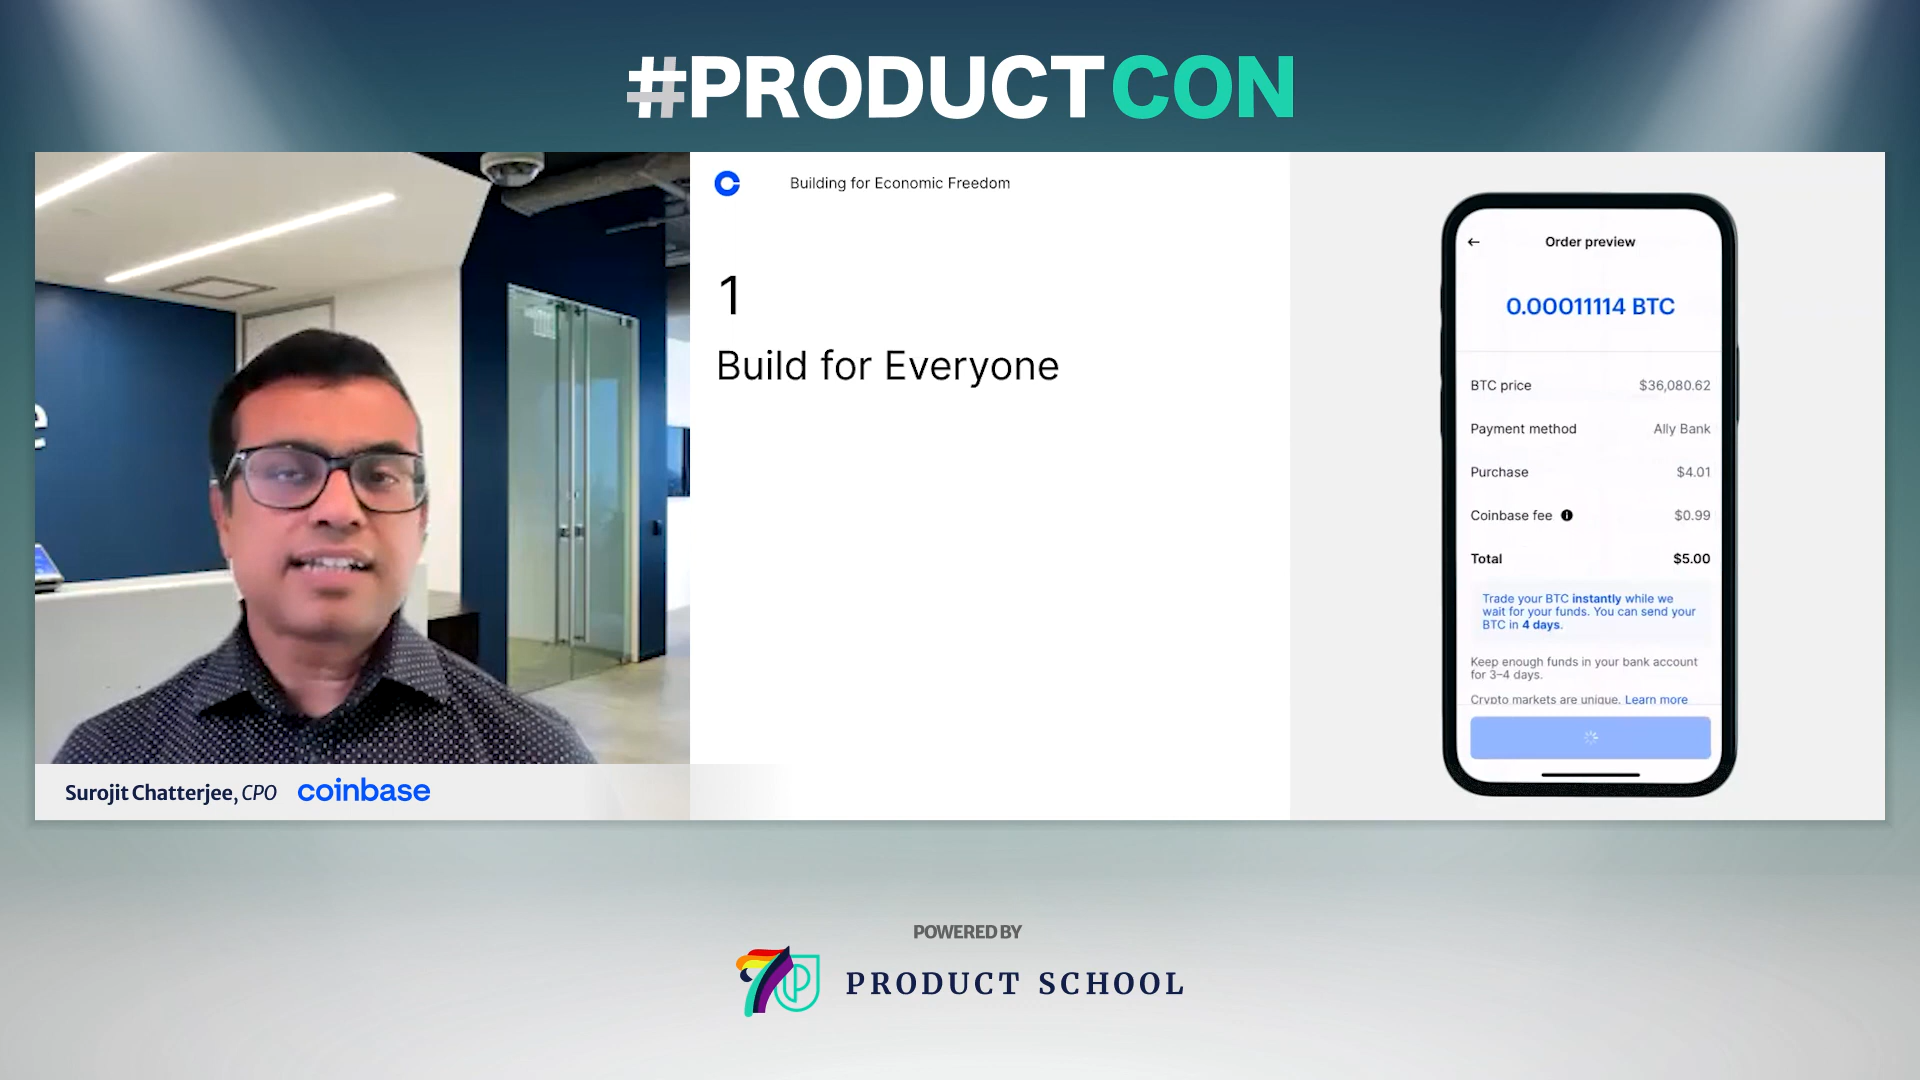 #PRODUCTCON
Building for Economic Freedom
1
Build for Everyone
e
Order preview
0.00011114 BTC
BTC price $36,080.62
Payment method Ally Bank
Purchase $4.01
Coinbase fee $0.99
Total $5.00
Trade your BTC instantly while we
wait for your funds. You can send your
BTC in 4 days.
Keep enough funds in your bank account
for 3–4 days.
Crypto markets are unique. Learn more
Surojit Chatterjee, CPO coinbase
POWERED BY
7 P PRODUCT SCHOOL